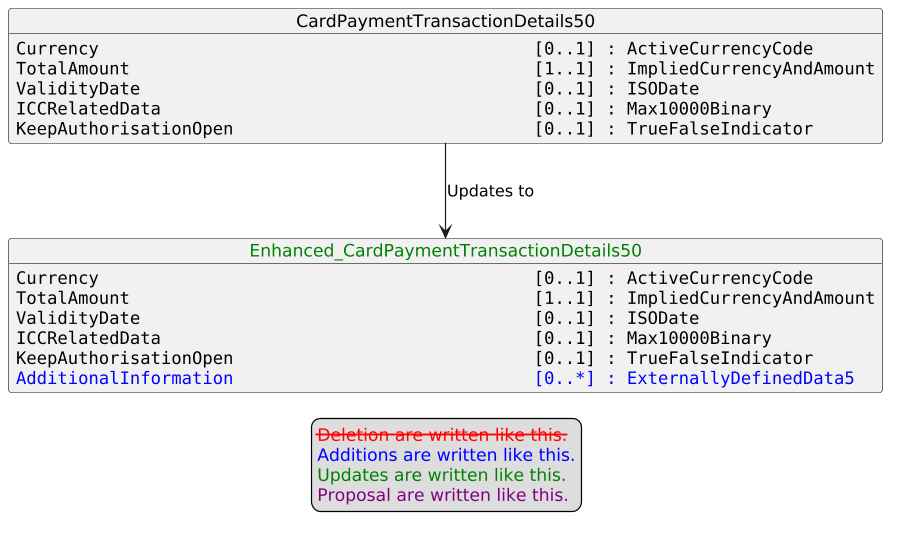 CardPaymentTransactionDetails50
Currency [0..1] : ActiveCurrencyCode
TotalAmount [1..1] : ImpliedCurrencyAndAmount
ValidityDate [0..1] : ISODate
ICCRelatedData [0..1] : Max10000Binary
KeepAuthorisationOpen [0..1] : TrueFalseIndicator
Updates to
Enhanced_CardPaymentTransactionDetails50
Currency [0..1] : ActiveCurrencyCode
TotalAmount [1..1] : ImpliedCurrencyAndAmount
ValidityDate [0..1] : ISODate
ICCRelatedData [0..1] : Max10000Binary
KeepAuthorisationOpen [0..1] : TrueFalseIndicator
AdditionalInformation [0..*] : ExternallyDefinedData5
Deletion are written like this.
Additions are written like this.
Updates are written like this.
Proposal are written like this.